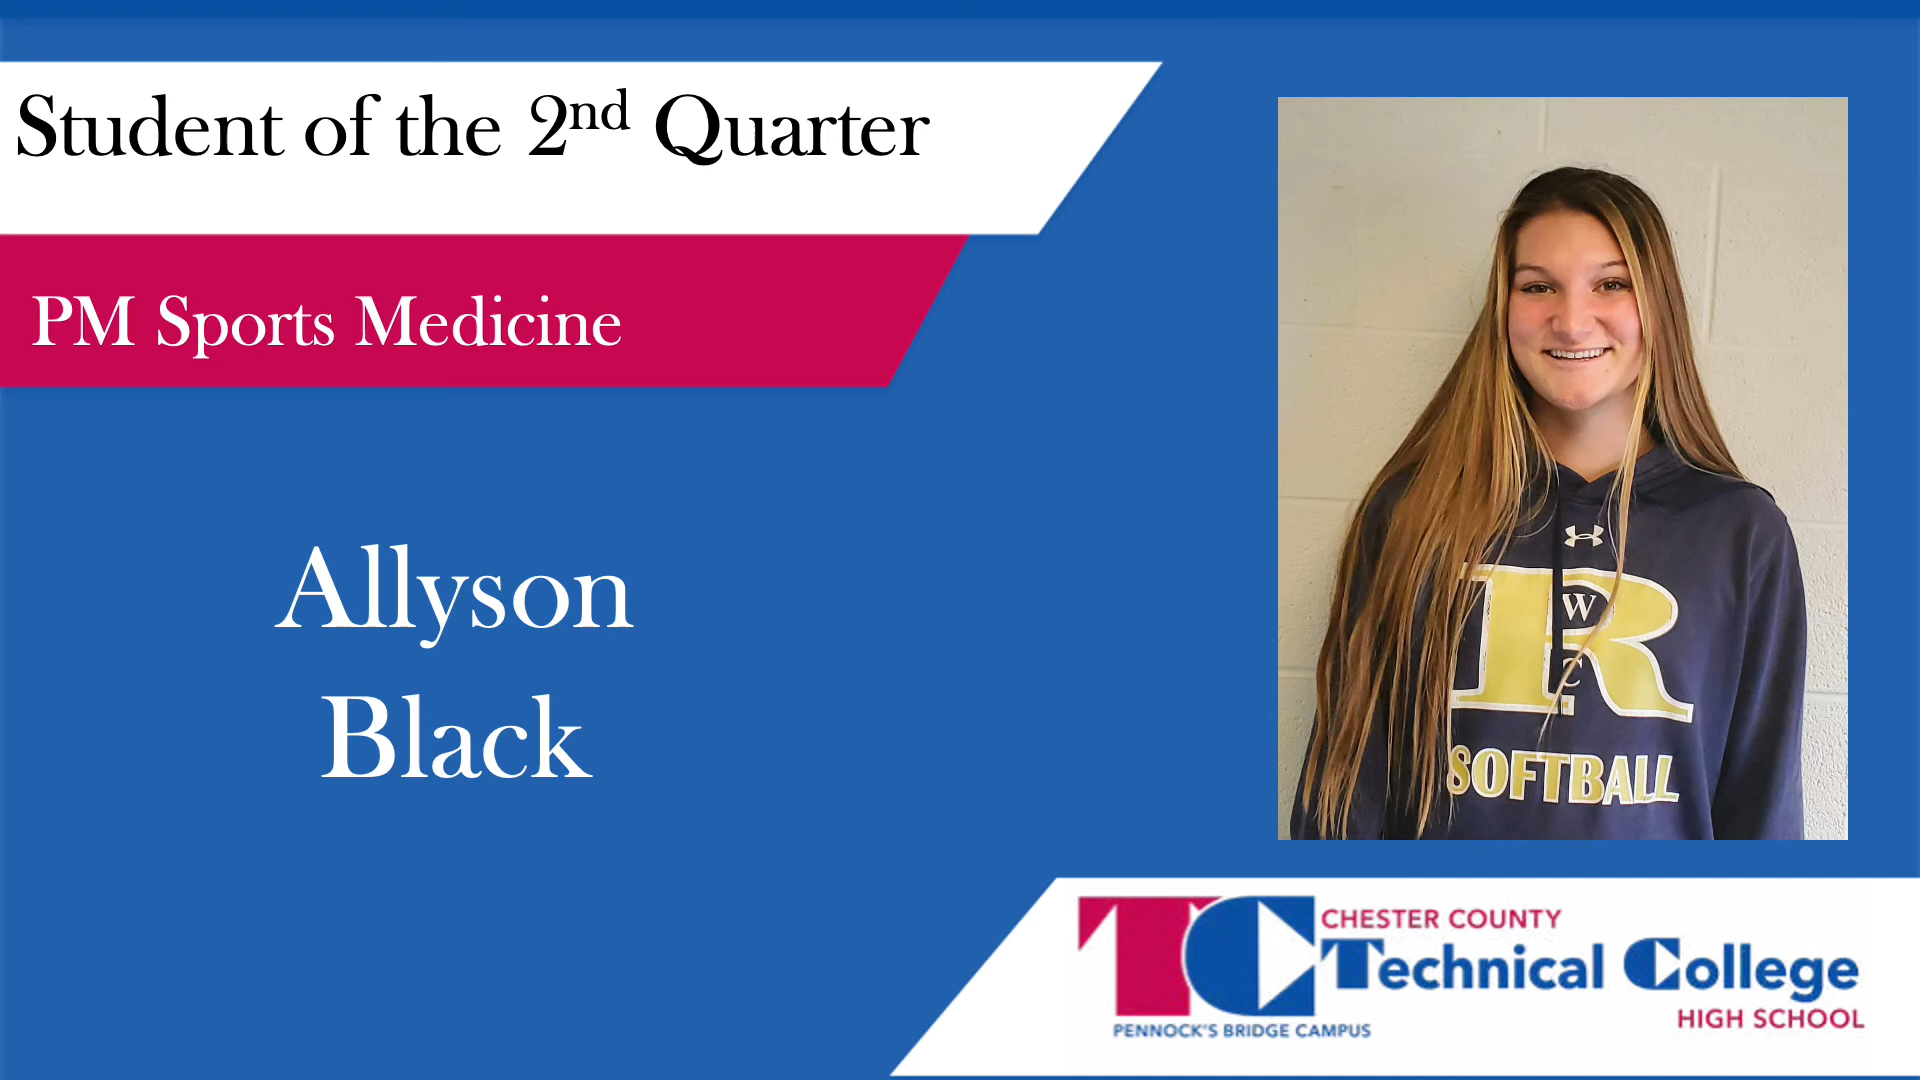 Student of the 2nd Quarter
PM Sports Medicine
Allyson
Black
R
W
C
SOFTBALL
TC
CHESTER COUNTY
Technical College
HIGH SCHOOL
PENNOCK'S BRIDGE CAMPUS